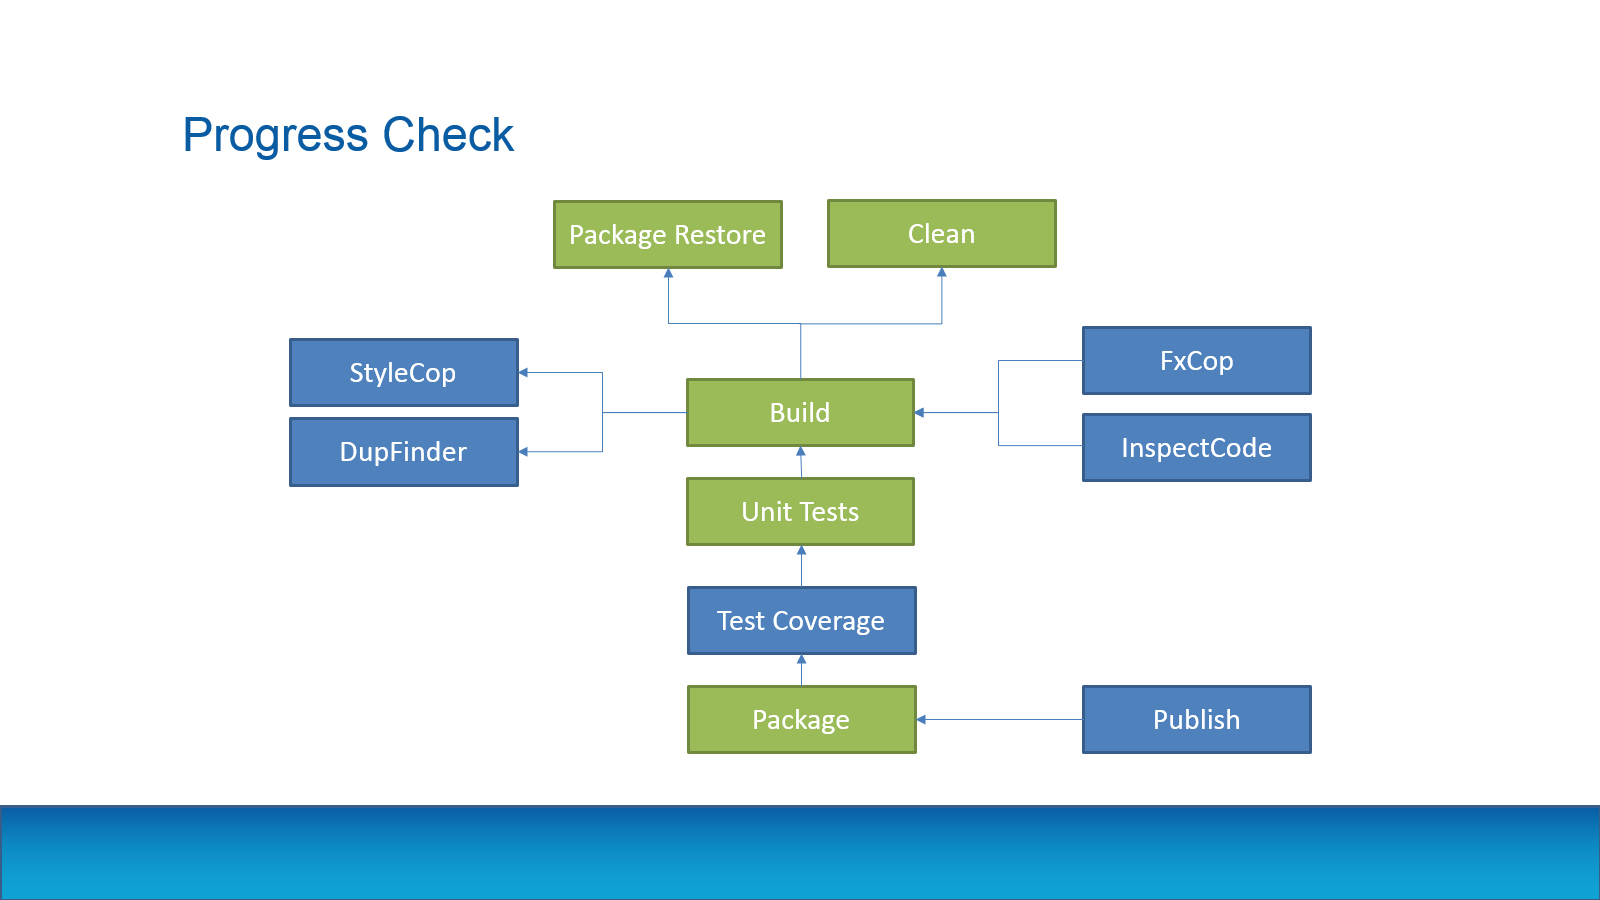 Progress Check
Package Restore
Clean
StyleCop
FxCop
Build
DupFinder
InspectCode
Unit Tests
Test Coverage
Package
Publish